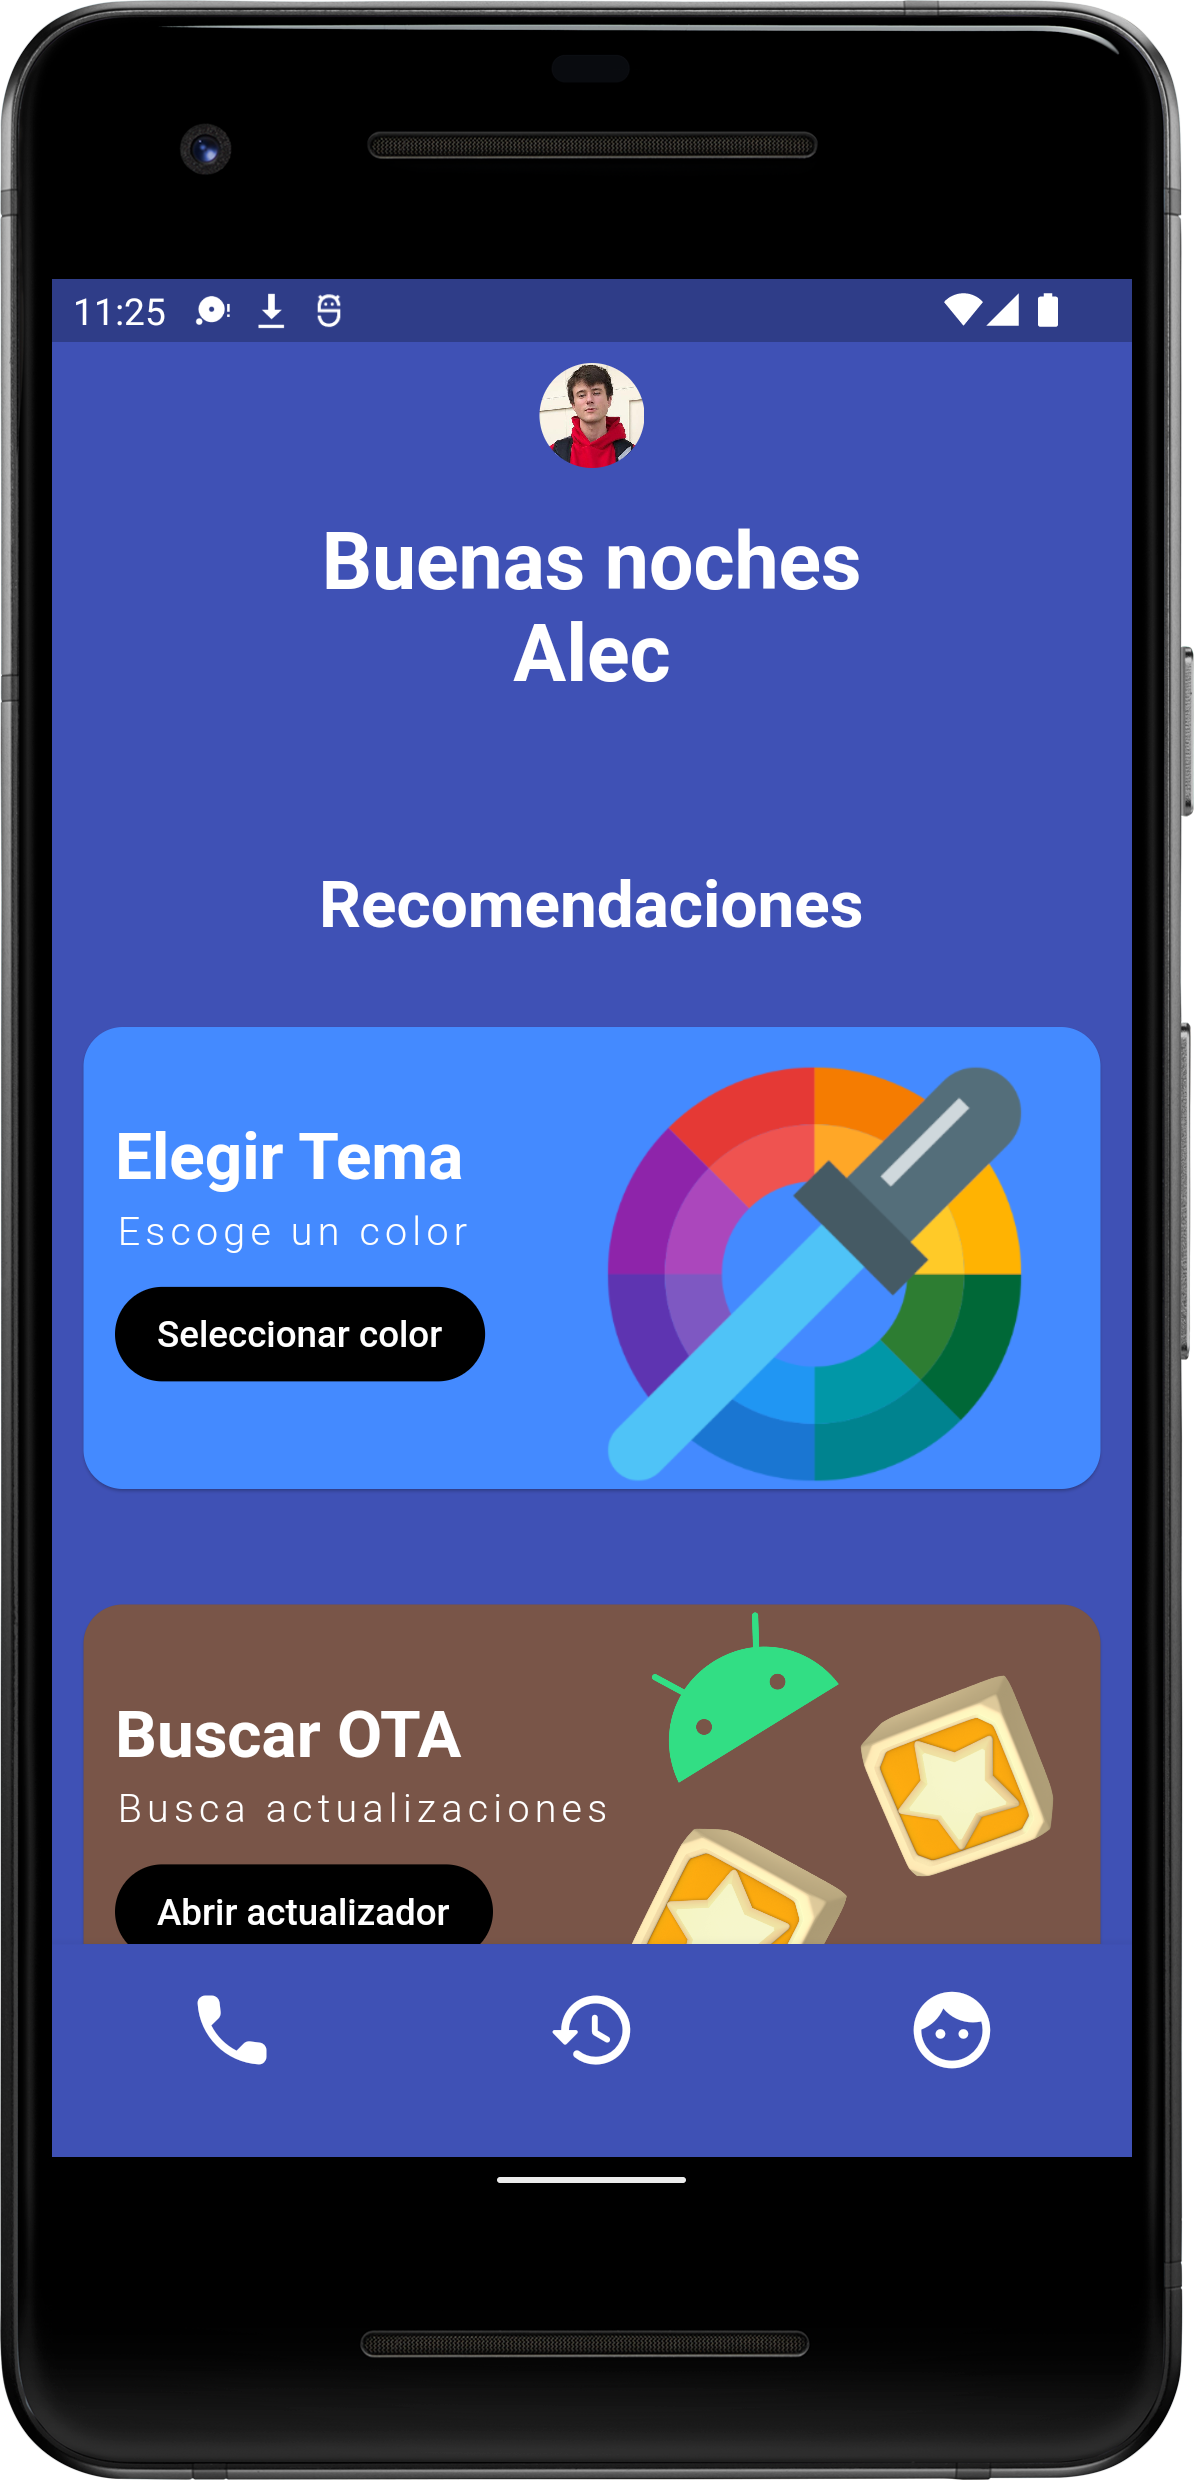 11:25
Buenas noches
Alec
Recomendaciones
Elegir Tema
Escoge un color
Seleccionar color
Buscar OTA
Busca actualizaciones
Abrir actualizador